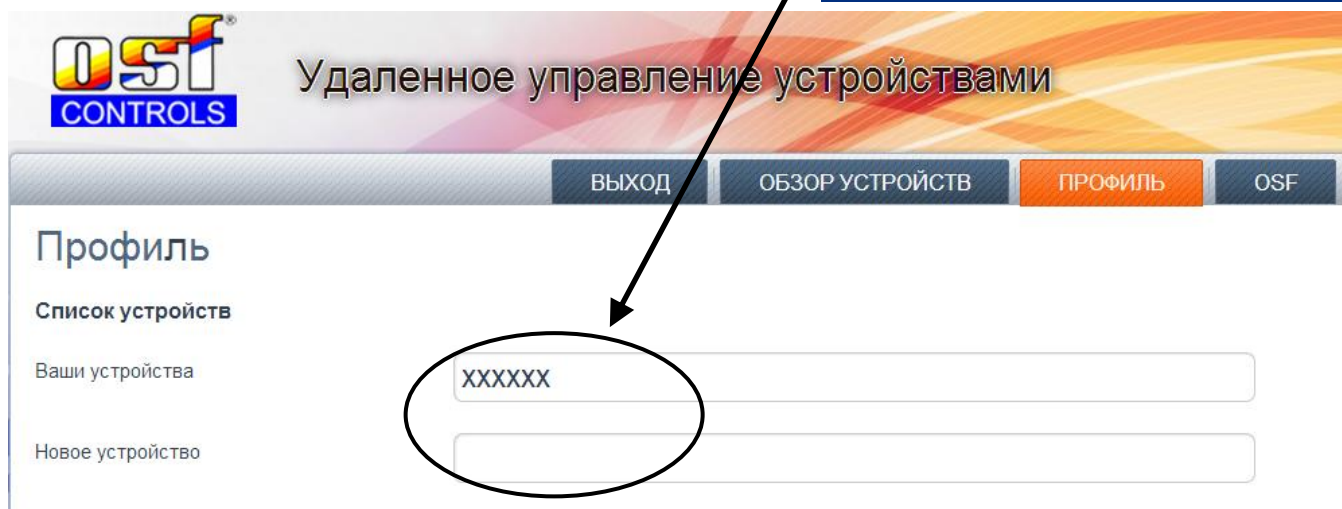 osf®
CONTROLS
Удаленное управление устройствами
ВЫХОД ОБЗОР УСТРОЙСТВ ПРОФИЛЬ OSF
Профиль
Список устройств
Ваши устройства XXXXXX
Новое устройство